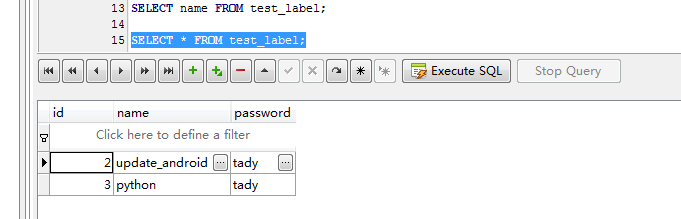 13 SELECT name FROM test_label;
14
15 SELECT * FROM test_label;
Execute SQL Stop Query
id name password
Click here to define a filter
2 update_android ... tady ...
3 python tady